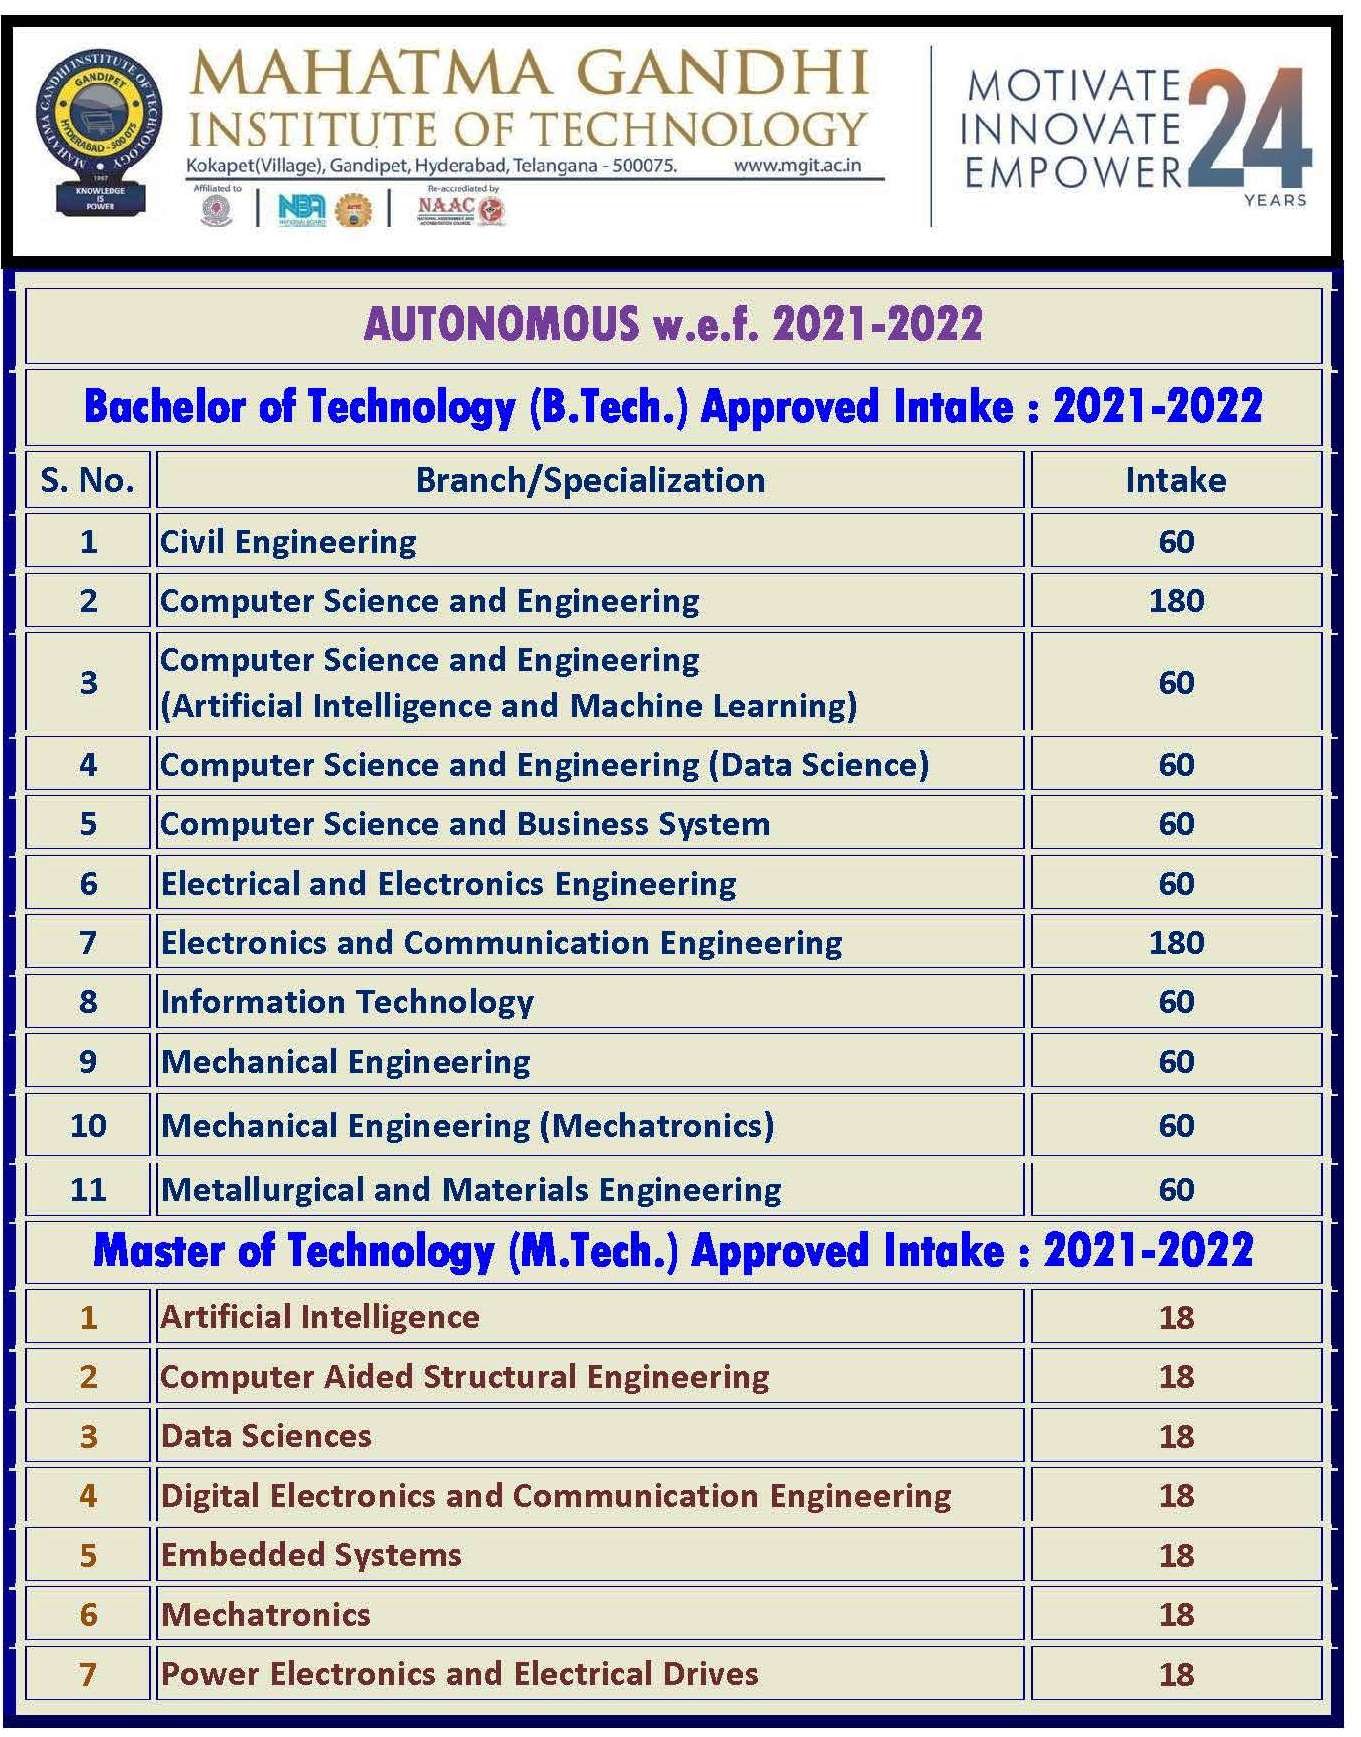 MAHATMA GANDHI INSTITUTE OF TECHNOLOGY
GANDIPET
HYDERABAD - 500 075
1997
KNOWLEDGE
IS
POWER
MAHATMA GANDHI
INSTITUTE OF TECHNOLOGY
Kokapet(Village), Gandipet, Hyderabad, Telangana - 500075. www.mgit.ac.in
Affiliated to
NBA
NATIONAL BOARD
Re-accredited by
NAAC
NATIONAL ASSESSMENT AND
ACCREDITATION COUNCIL
MOTIVATE
INNOVATE
EMPOWER
24
YEARS
AUTONOMOUS w.e.f. 2021-2022
Bachelor of Technology (B.Tech.) Approved Intake : 2021-2022
S. No. Branch/Specialization Intake
1 Civil Engineering 60
2 Computer Science and Engineering 180
3 Computer Science and Engineering
(Artificial Intelligence and Machine Learning) 60
4 Computer Science and Engineering (Data Science) 60
5 Computer Science and Business System 60
6 Electrical and Electronics Engineering 60
7 Electronics and Communication Engineering 180
8 Information Technology 60
9 Mechanical Engineering 60
10 Mechanical Engineering (Mechatronics) 60
11 Metallurgical and Materials Engineering 60
Master of Technology (M.Tech.) Approved Intake : 2021-2022
1 Artificial Intelligence 18
2 Computer Aided Structural Engineering 18
3 Data Sciences 18
4 Digital Electronics and Communication Engineering 18
5 Embedded Systems 18
6 Mechatronics 18
7 Power Electronics and Electrical Drives 18